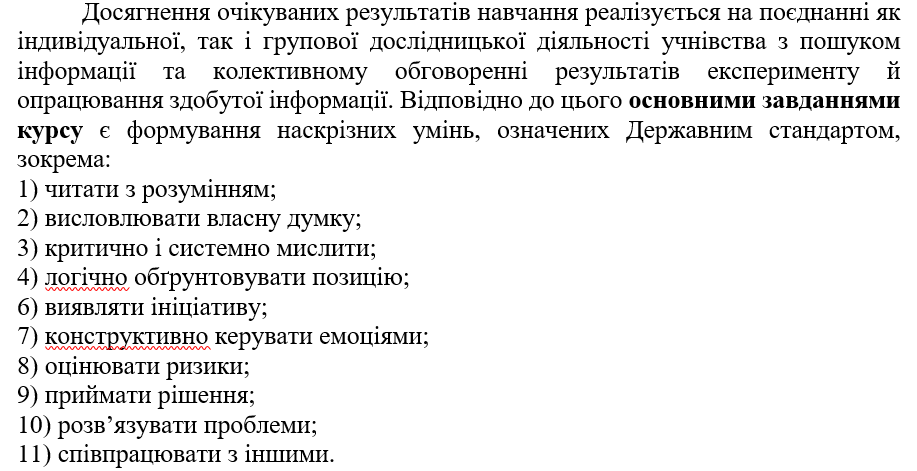 Досягнення очікуваних результатів навчання реалізується на поєднанні як
індивідуальної, так і групової дослідницької діяльності учнівства з пошуком
інформації та колективному обговоренні результатів експерименту й
опрацювання здобутої інформації. Відповідно до цього основними завданнями
курсу є формування наскрізних умінь, означених Державним стандартом,
зокрема:
1) читати з розумінням;
2) висловлювати власну думку;
3) критично і системно мислити;
4) логічно обґрунтовувати позицію;
6) виявляти ініціативу;
7) конструктивно керувати емоціями;
8) оцінювати ризики;
9) приймати рішення;
10) розв’язувати проблеми;
11) співпрацювати з іншими.